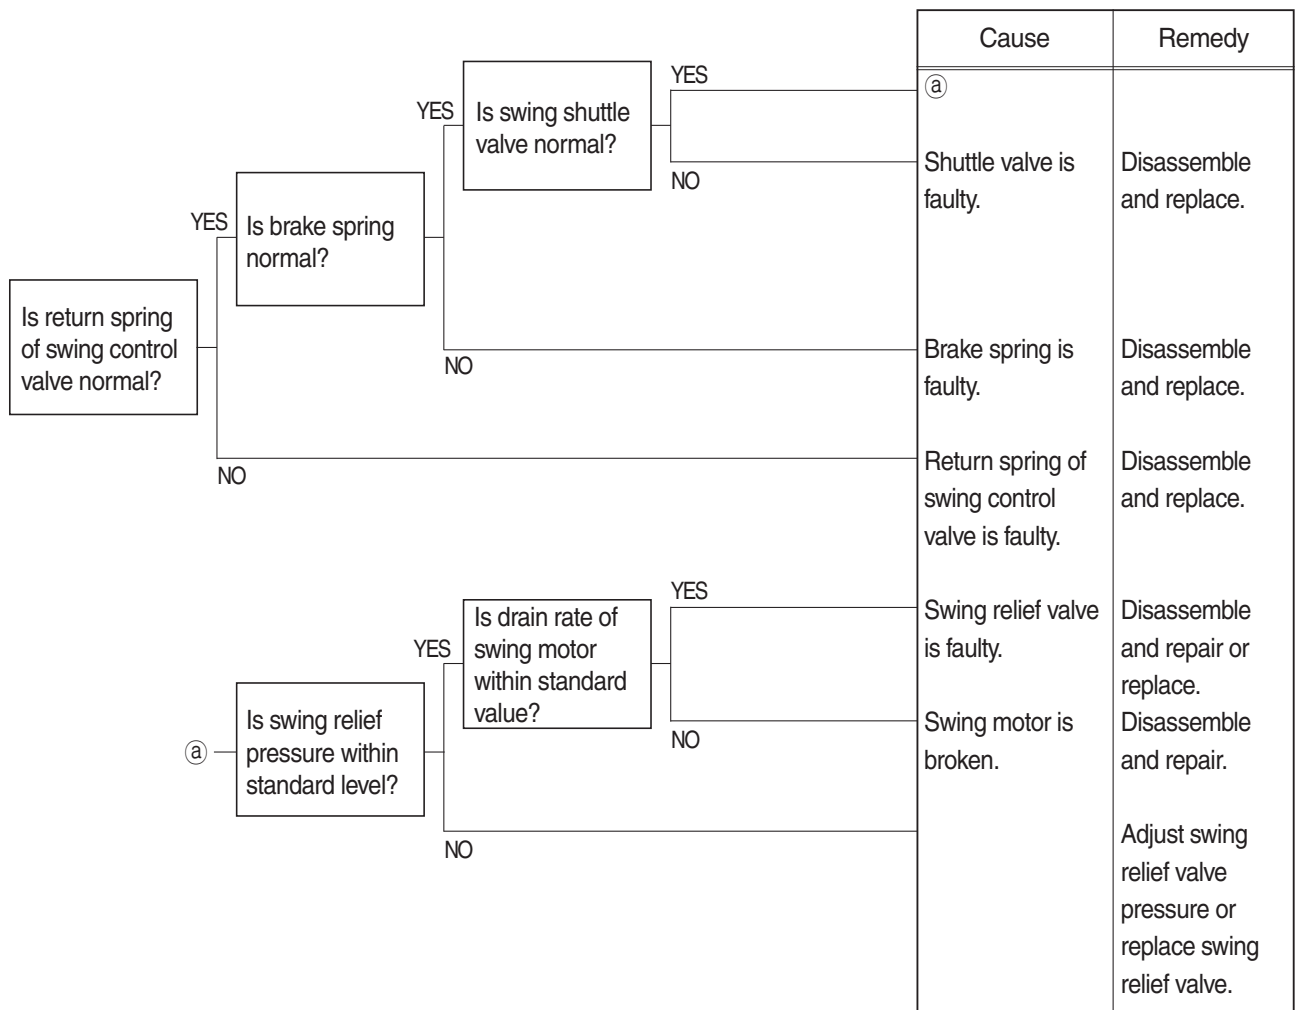 Cause Remedy
YES
ⓐ
YES
Is swing shuttle
valve normal?
NO
Shuttle valve is
faulty.
Disassemble
and replace.
YES
Is brake spring
normal?
Is return spring
of swing control
valve normal?
NO
Brake spring is
faulty.
Disassemble
and replace.
NO
Return spring of
swing control
valve is faulty.
Disassemble
and replace.
YES
Is drain rate of
swing motor
within standard
value?
YES
Swing relief valve
is faulty.
Disassemble
and repair or
replace.
NO
Swing motor is
broken.
Disassemble
and repair.
ⓐ
Is swing relief
pressure within
standard level?
NO
Adjust swing
relief valve
pressure or
replace swing
relief valve.